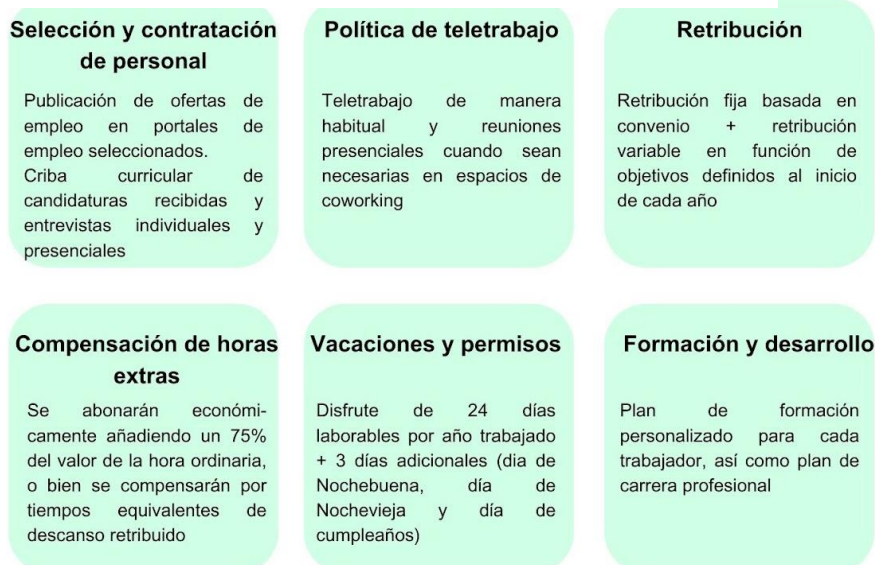 Selección y contratación
de personal
Publicación de ofertas de
empleo en portales de
empleo seleccionados.
Criba curricular de
candidaturas recibidas y
entrevistas individuales y
presenciales
Política de teletrabajo
Teletrabajo de manera
habitual y reuniones
presenciales cuando sean
necesarias en espacios de
coworking
Retribución
Retribución fija basada en
convenio + retribución
variable en función de
objetivos definidos al inicio
de cada año
Compensación de horas
extras
Se abonarán económi-
camente añadiendo un 75%
del valor de la hora ordinaria,
o bien se compensarán por
tiempos equivalentes de
descanso retribuido
Vacaciones y permisos
Disfrute de 24 días
laborables por año trabajado
+ 3 días adicionales (dia de
Nochebuena, día de
Nochevieja y día de
cumpleaños)
Formación y desarrollo
Plan de formación
personalizado para cada
trabajador, así como plan de
carrera profesional